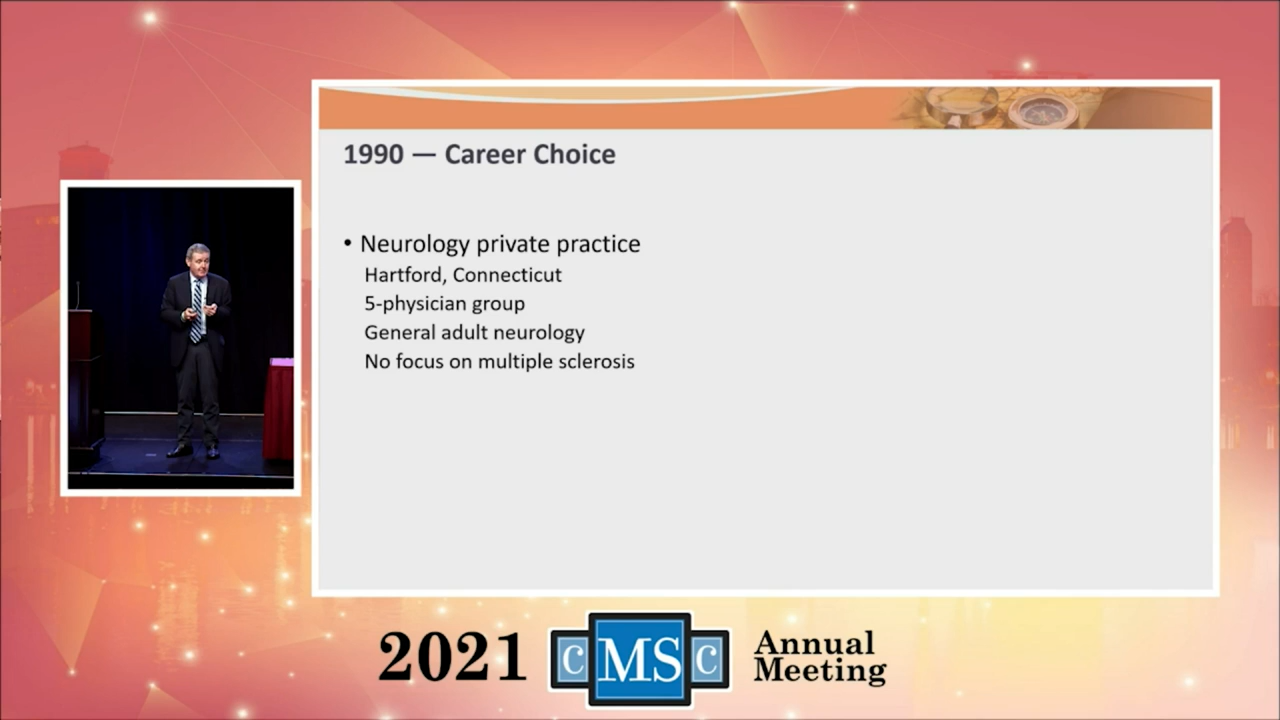 1990 — Career Choice
• Neurology private practice
Hartford, Connecticut
5-physician group
General adult neurology
No focus on multiple sclerosis
2021 CMSC Annual
Meeting